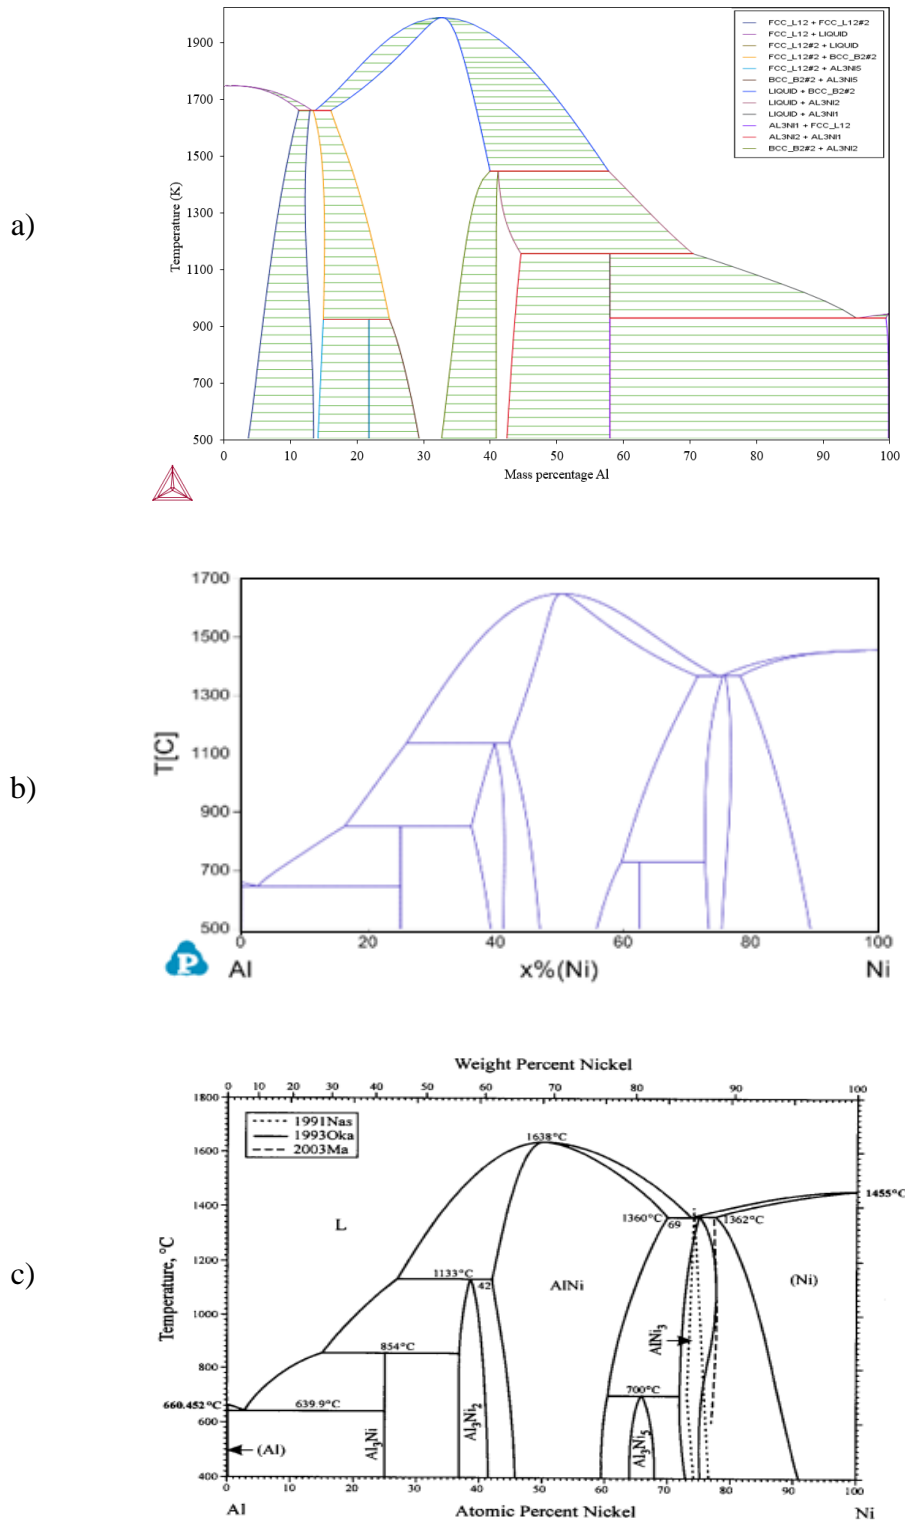 a)
FCC_L12 + FCC_L12#2
FCC_L12 + LIQUID
FCC_L12#2 + LIQUID
FCC_L12#2 + BCC_B2#2
FCC_L12#2 + AL3NI5
BCC_B2#2 + AL3NI5
LIQUID + BCC_B2#2
LIQUID + AL3NI2
LIQUID + AL3NI1
AL3NI1 + FCC_L12
AL3NI2 + AL3NI1
BCC_B2#2 + AL3NI2
Temperature (K)
1900
1700
1500
1300
1100
900
700
500
0 10 20 30 40 50 60 70 80 90 100
Mass percentage Al
b)
T[C]
1700
1500
1300
1100
900
700
500
0 20 40 60 80 100
Al x%(Ni) Ni
P
c)
Weight Percent Nickel
0 10 20 30 40 50 60 70 80 90 100
1991Nas
1993Oka
2003Ma
Temperature, °C
1800
1600
1400
1200
1000
800
600
400
1638°C
1455°C
L
1360°C
69
1362°C
1133°C
42
AlNi
(Ni)
AlNi3
854°C
700°C
660.452°C
639.9°C
(Al)
Al3Ni
Al3Ni2
Al3Ni5
0 10 20 30 40 50 60 70 80 90 100
Al Atomic Percent Nickel Ni